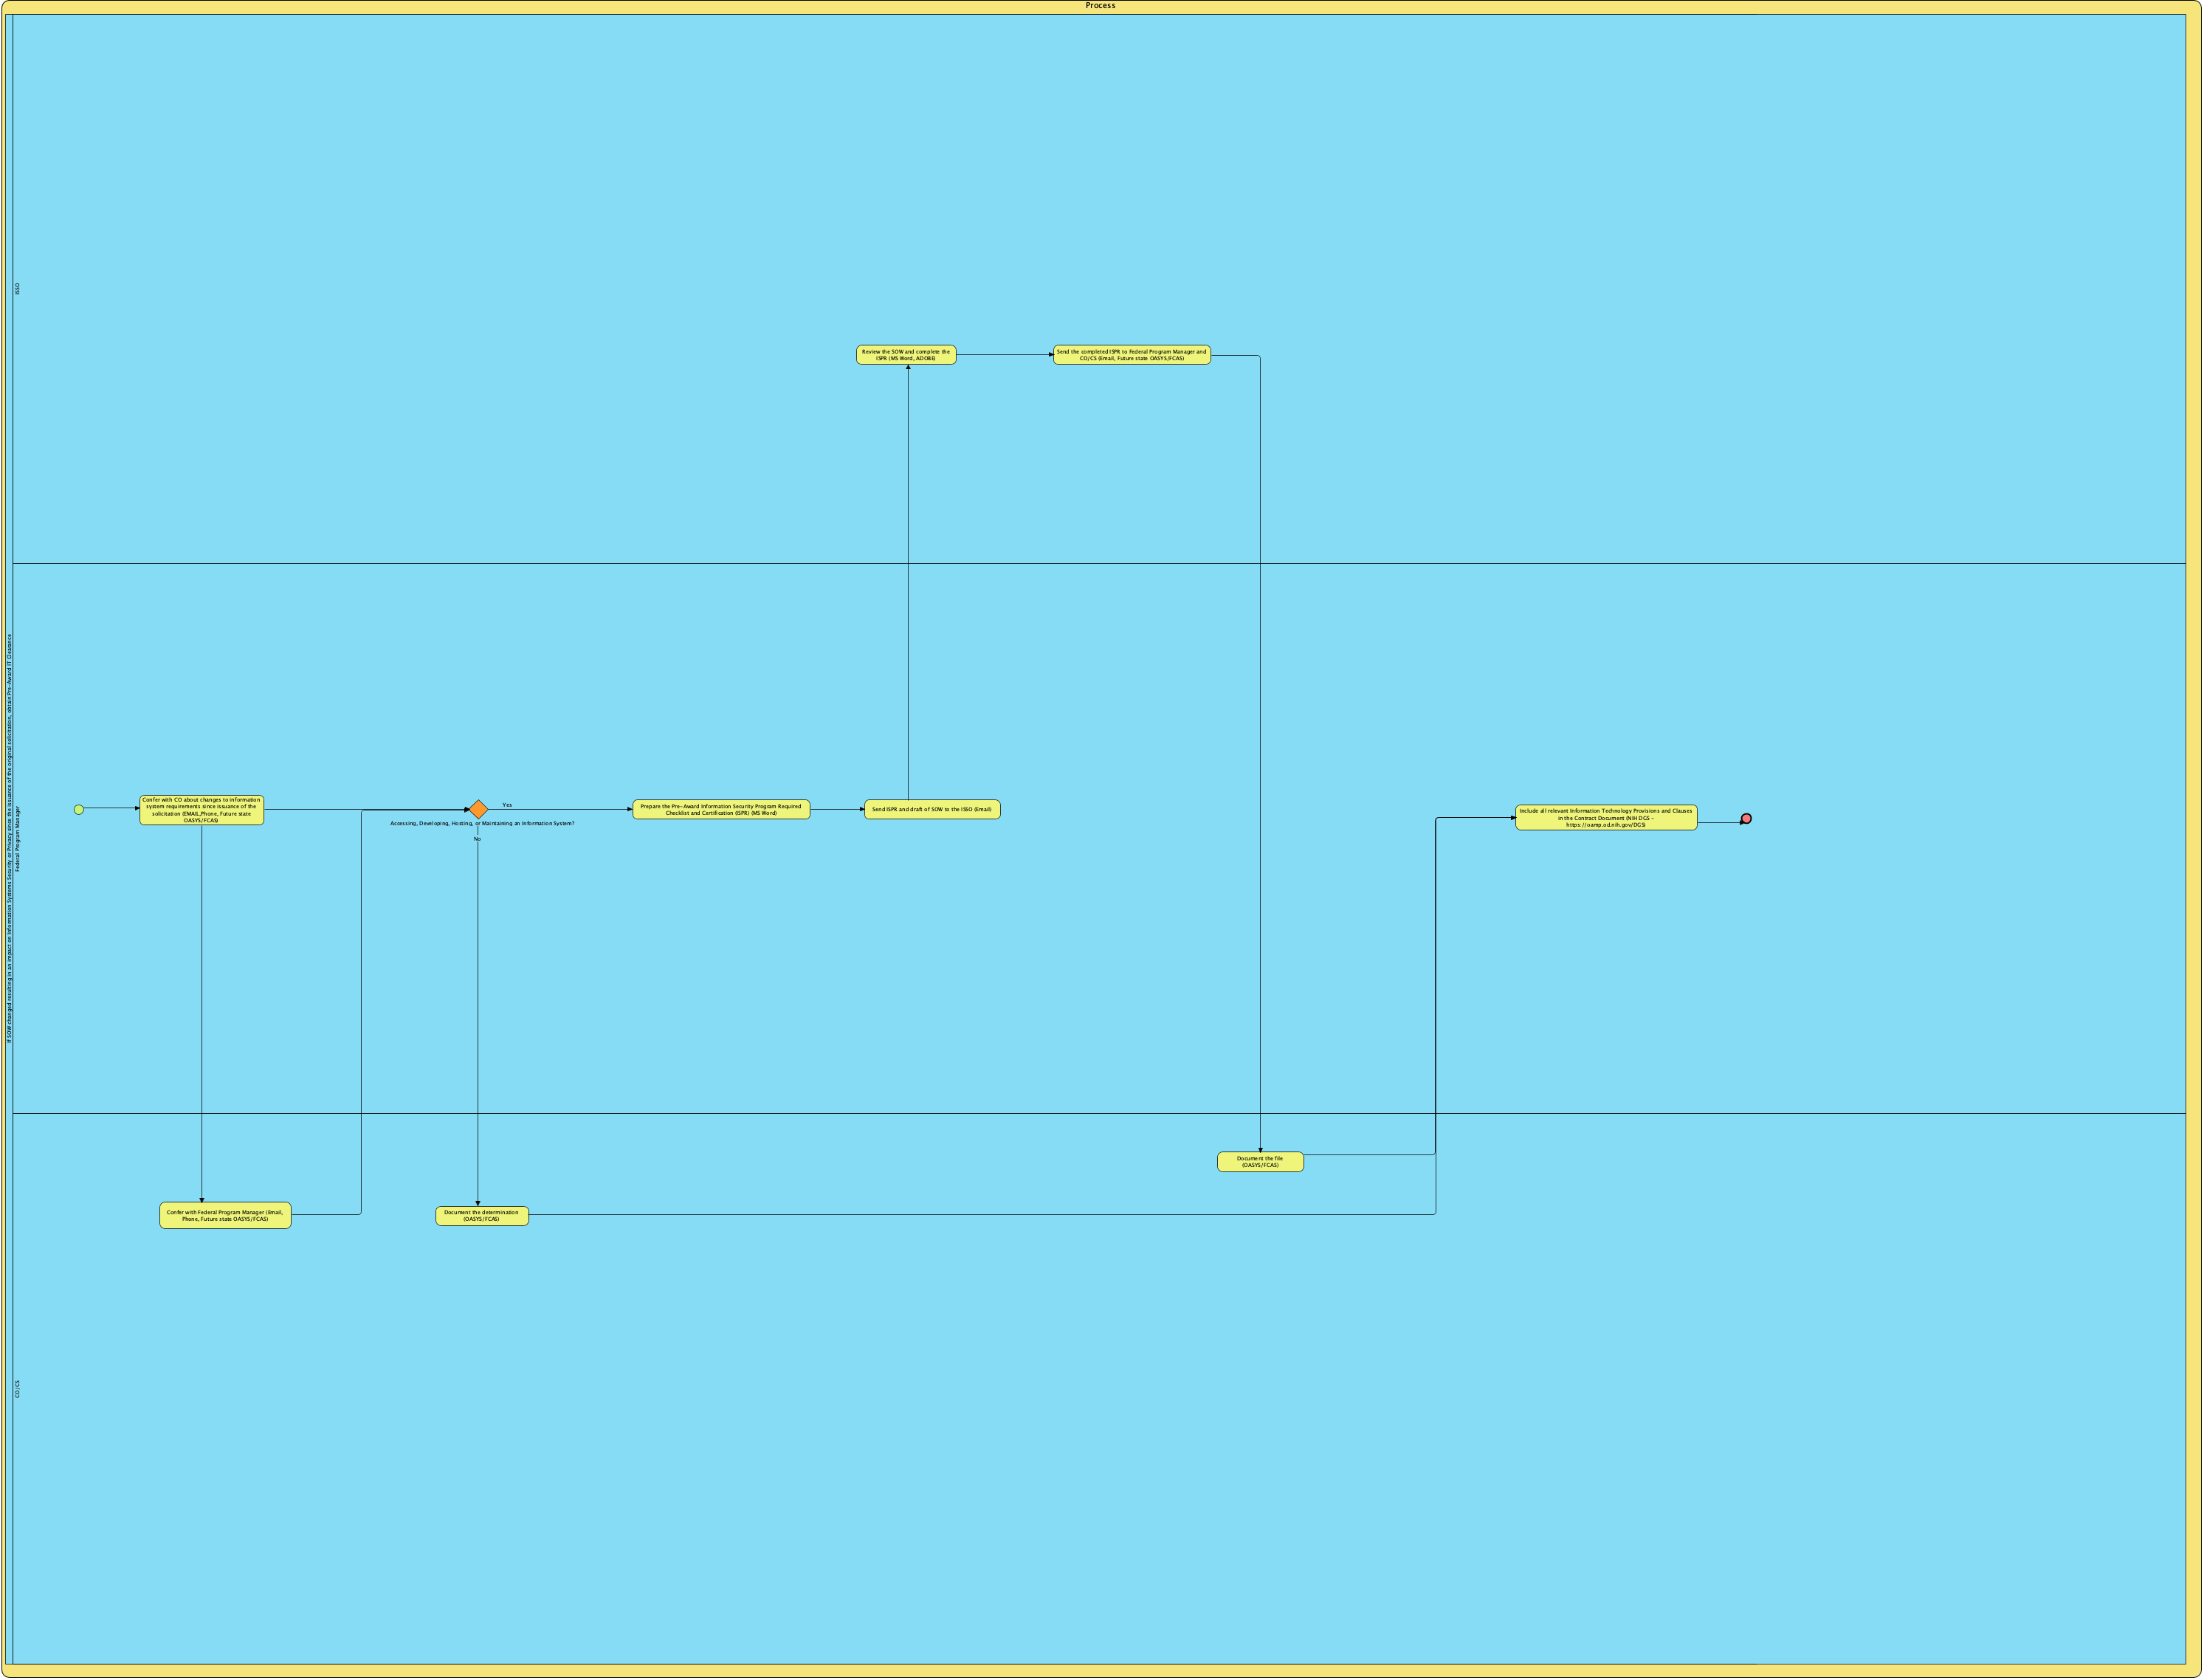 Process
If SOW changed resulting in an impact on Information Systems Security or Privacy since the issuance of the original solicitation, obtain Pre-Award IT Clearance
ISSO
Review the SOW and complete the
ISPR (MS Word, ADOBE)
Send the completed ISPR to Federal Program Manager and
CO/CS (Email, Future state OASYS/FCAS)
Federal Program Manager
Confer with CO about changes to information
system requirements since issuance of the
solicitation (EMAIL,Phone, Future state
OASYS/FCAS)
Yes
Accessing, Developing, Hosting, or Maintaining an Information System?
No
Prepare the Pre-Award Information Security Program Required
Checklist and Certification (ISPR) (MS Word)
Send ISPR and draft of SOW to the ISSO (Email)
Include all relevant Information Technology Provisions and Clauses
in the Contract Document (NIH DGS -
https://oamp.od.nih.gov/DGS)
CO/CS
Document the file
(OASYS/FCAS)
Confer with Federal Program Manager (Email,
Phone, Future state OASYS/FCAS)
Document the determination
(OASYS/FCAS)